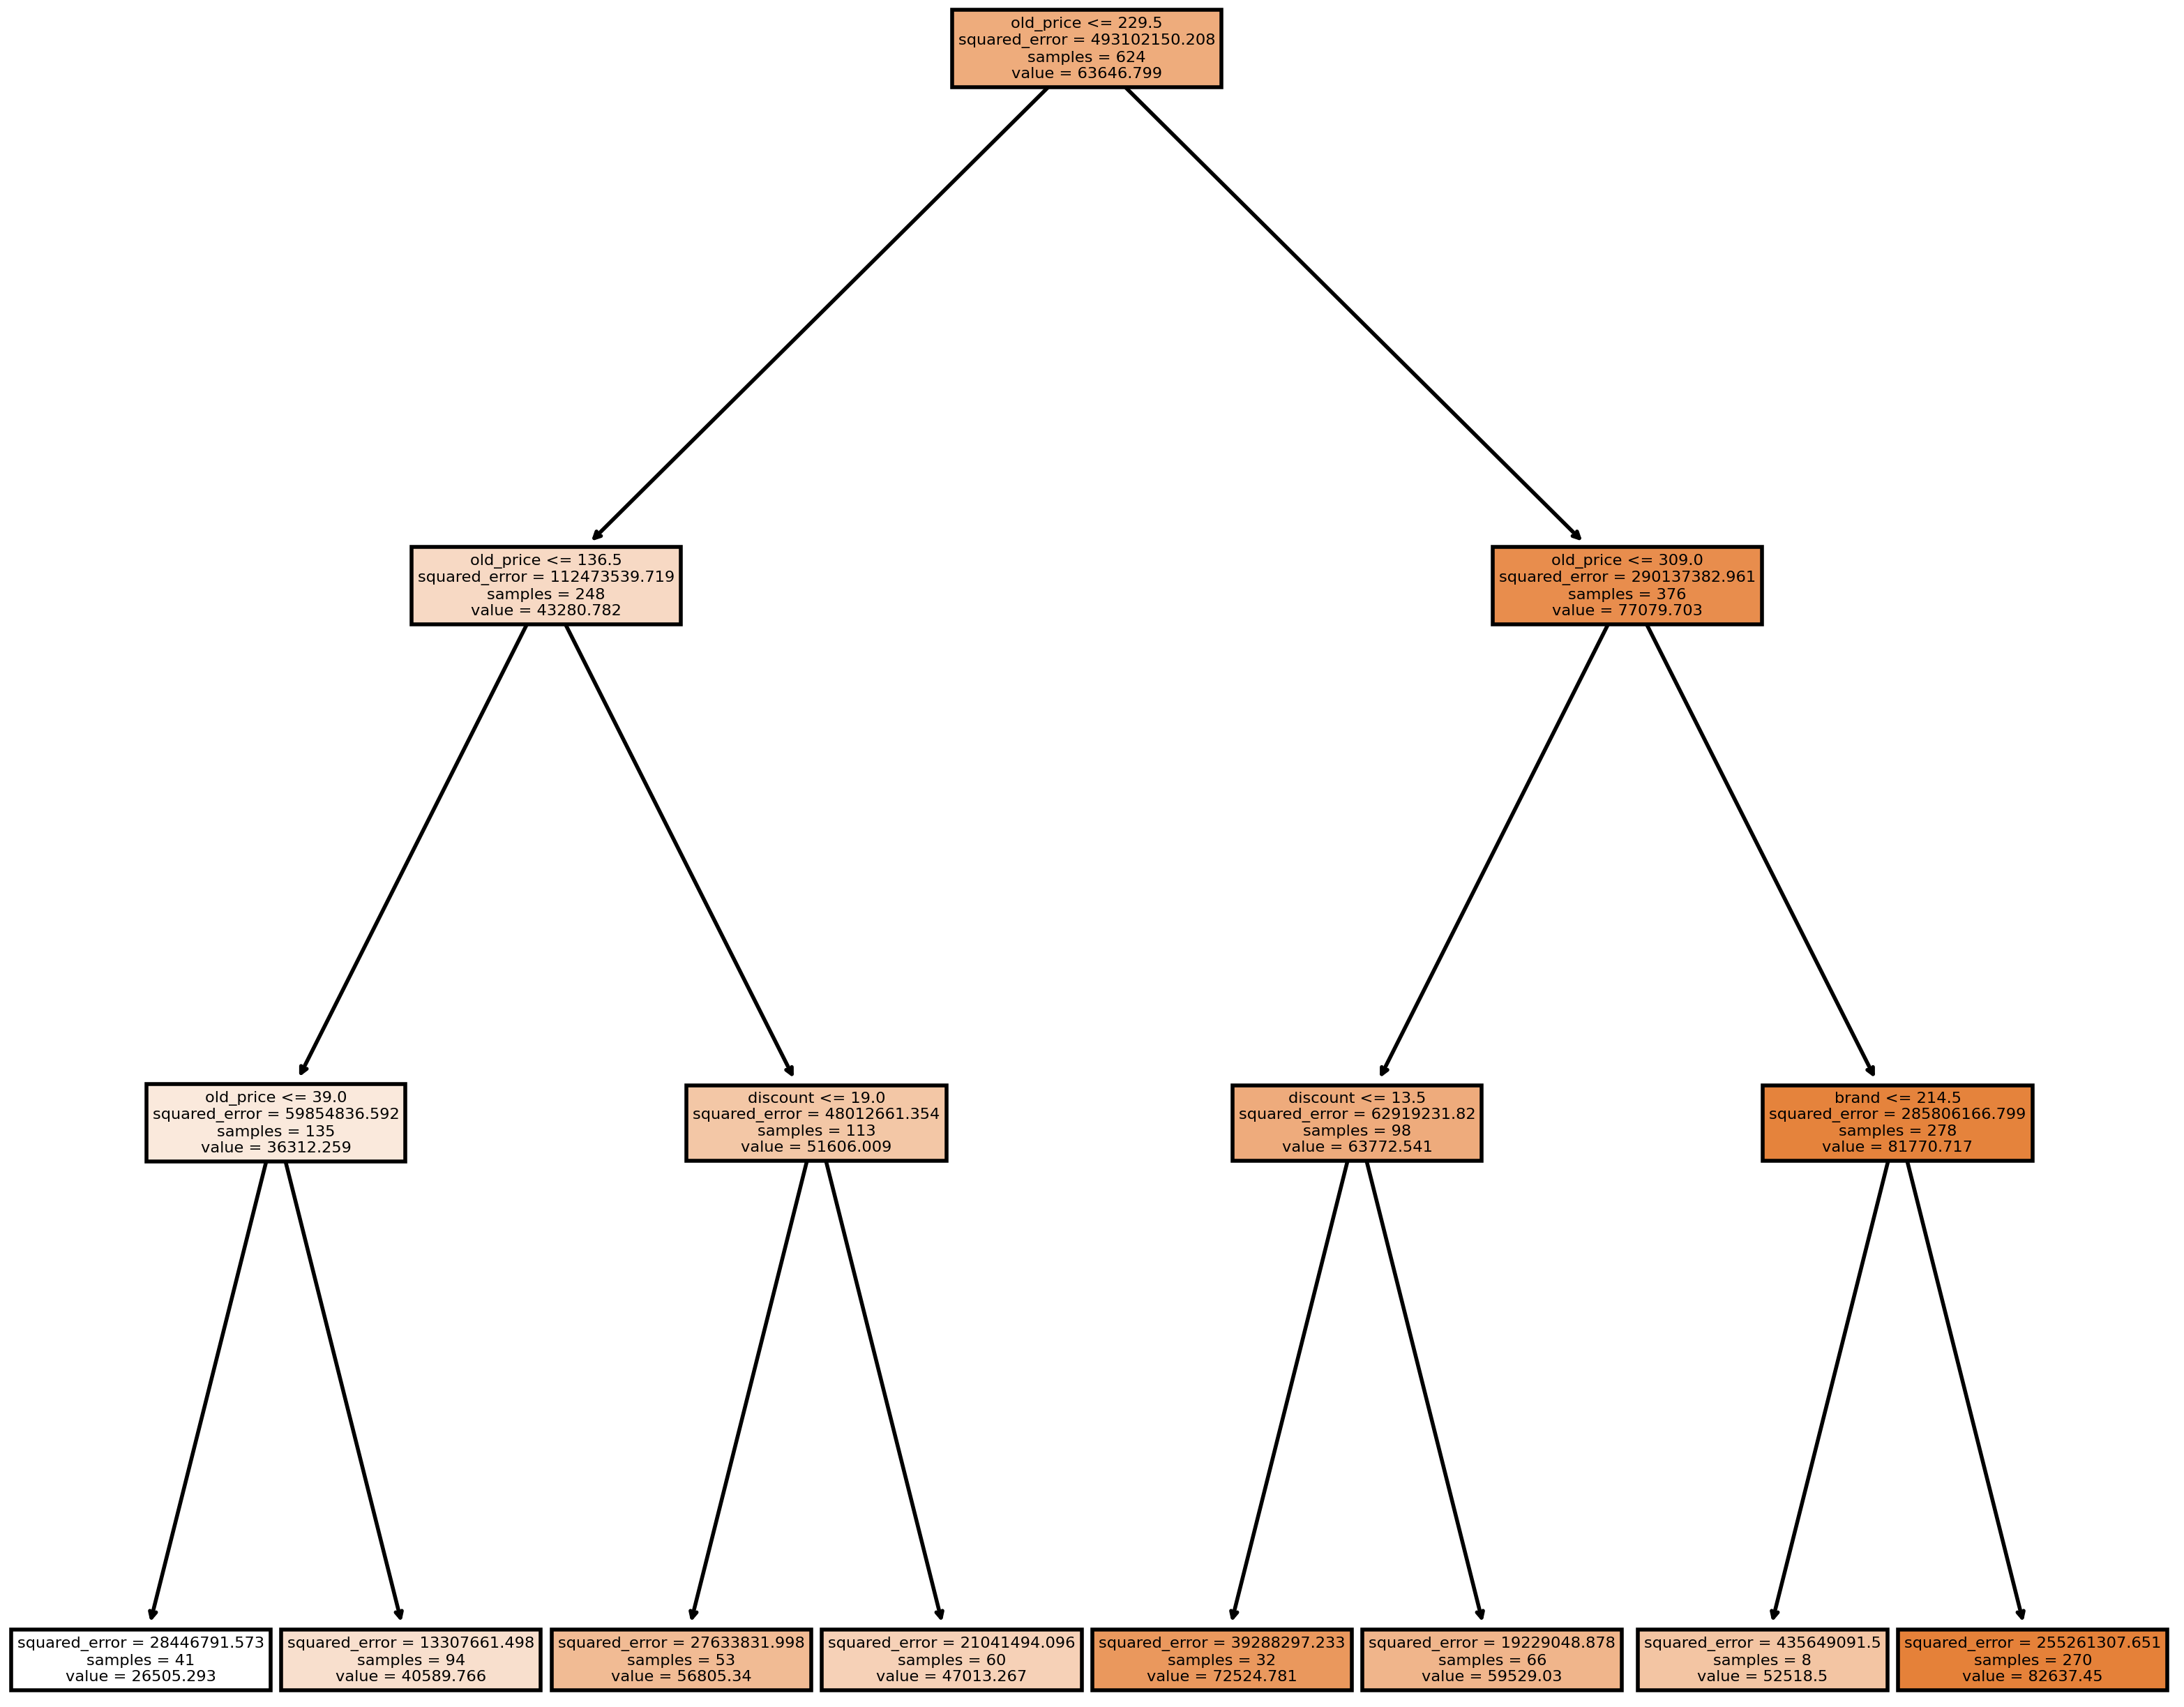 old_price <= 229.5
squared_error = 493102150.208
samples = 624
value = 63646.799
old_price <= 136.5
squared_error = 112473539.719
samples = 248
value = 43280.782
old_price <= 309.0
squared_error = 290137382.961
samples = 376
value = 77079.703
old_price <= 39.0
squared_error = 59854836.592
samples = 135
value = 36312.259
discount <= 19.0
squared_error = 48012661.354
samples = 113
value = 51606.009
discount <= 13.5
squared_error = 62919231.82
samples = 98
value = 63772.541
brand <= 214.5
squared_error = 285806166.799
samples = 278
value = 81770.717
squared_error = 28446791.573
samples = 41
value = 26505.293
squared_error = 13307661.498
samples = 94
value = 40589.766
squared_error = 27633831.998
samples = 53
value = 56805.34
squared_error = 21041494.096
samples = 60
value = 47013.267
squared_error = 39288297.233
samples = 32
value = 72524.781
squared_error = 19229048.878
samples = 66
value = 59529.03
squared_error = 435649091.5
samples = 8
value = 52518.5
squared_error = 255261307.651
samples = 270
value = 82637.45